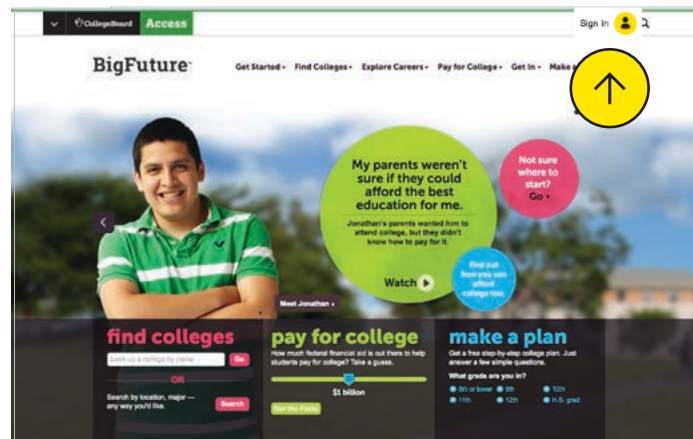 CollegeBoard Access
Sign In
BigFuture
Get Started Find Colleges Explore Careers Pay for College Get In Make a
My parents weren't
sure if they could
afford the best
education for me.
Jonathan's parents wanted him to
attend college, but they didn't
know how to pay for it.
Watch
Not sure
where to
start?
Go
Find out
how you can
afford
college too.
Meet Jonathan
find colleges
Look up a college by name Go
OR
Search by location, major —
any way you'd like.
Search
pay for college
How much federal financial aid is out there to help
students pay for college? Take a guess.
$1 billion
Get the Facts
make a plan
Get a free step-by-step college plan. Just
answer a few simple questions.
What grade are you in?
8th or lower 9th 10th
11th 12th H.S. grad